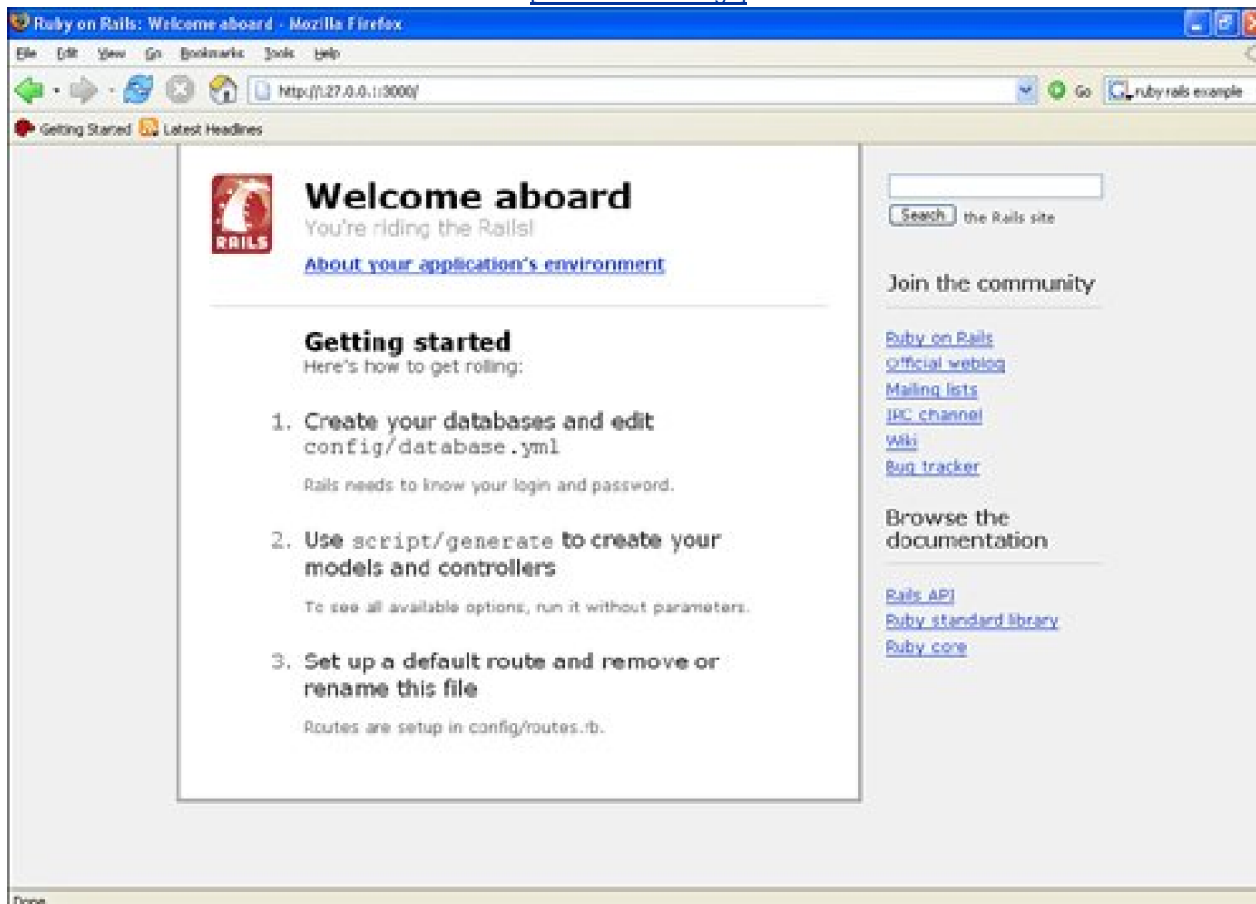 Ruby on Rails: Welcome aboard - Mozilla Firefox
File Edit View Go Bookmarks Tools Help
http://127.0.0.1:3000/
Go
ruby rails example
Getting Started Latest Headlines
RAILS
Welcome aboard
You're riding the Rails!
About your application's environment
Getting started
Here's how to get rolling:
1. Create your databases and edit
config/database.yml
Rails needs to know your login and password.
2. Use script/generate to create your
models and controllers
To see all available options, run it without parameters.
3. Set up a default route and remove or
rename this file
Routes are setup in config/routes.rb.
Search the Rails site
Join the community
Ruby on Rails
Official weblog
Mailing lists
IRC channel
Wiki
Bug tracker
Browse the
documentation
Rails API
Ruby standard library
Ruby core
Done